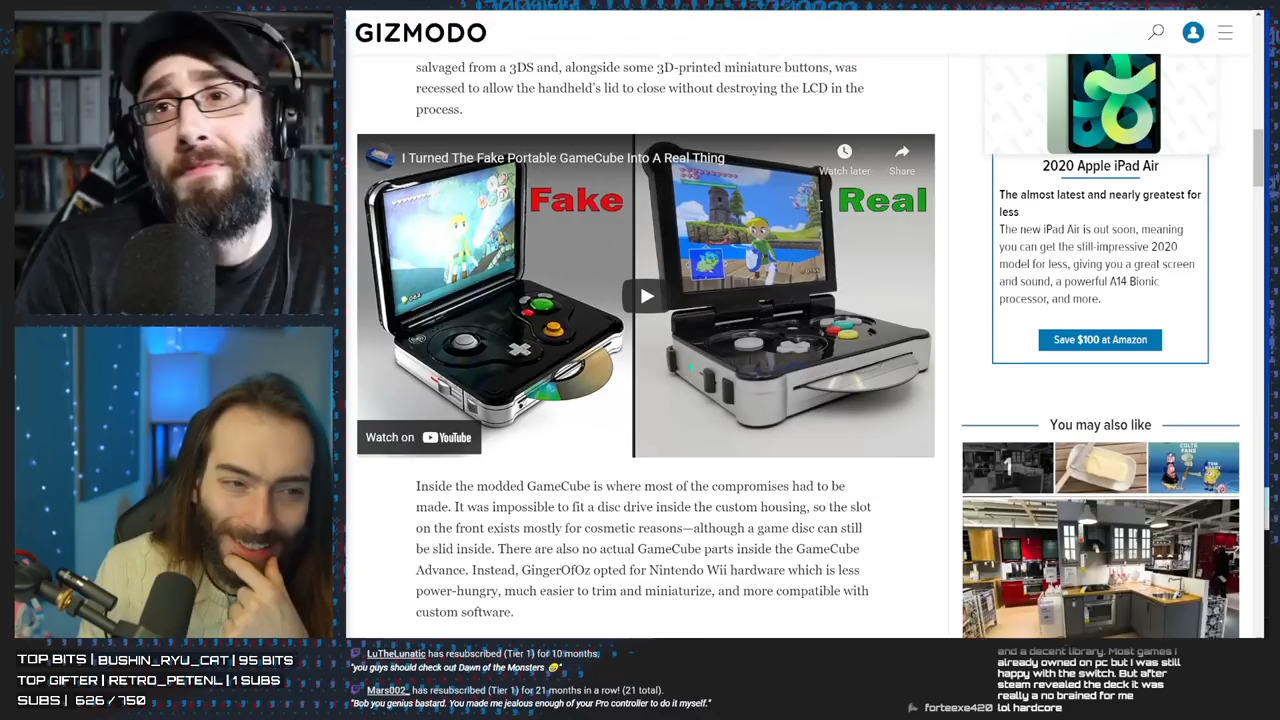 GIZMODO
salvaged from a 3DS and, alongside some 3D-printed miniature buttons, was
recessed to allow the handheld's lid to close without destroying the LCD in the
process.
I Turned The Fake Portable GameCube Into A Real Thing
Watch later
Share
Fake
Real
Watch on YouTube
Inside the modded GameCube is where most of the compromises had to be
made. It was impossible to fit a disc drive inside the custom housing, so the slot
on the front exists mostly for cosmetic reasons—although a game disc can still
be slid inside. There are also no actual GameCube parts inside the GameCube
Advance. Instead, GingerOfOz opted for Nintendo Wii hardware which is less
power-hungry, much easier to trim and miniaturize, and more compatible with
custom software.
2020 Apple iPad Air
The almost latest and nearly greatest for
less
The new iPad Air is out soon, meaning
you can get the still-impressive 2020
model for less, giving you a great screen
and sound, a powerful A14 Bionic
processor, and more.
Save $100 at Amazon
You may also like
1
COLTS
FANS
TOM
TOP BITS | BUSHIN_RYU_CAT | 95 BITS
TOP GIFTER | RETRO_PETENL | 1 SUBS
SUBS | 626 / 750
LuTheLunatic has resubscribed (Tier 1) for 10 months.
"you guys should check out Dawn of the Monsters 😄"
Mars002_ has resubscribed (Tier 1) for 21 months in a row! (21 total).
"Bob you genius bastard. You made me jealous enough of your Pro controller to do it myself."
and a decent library. Most games I
already owned on pc but I was still
happy with the switch. But after
steam revealed the deck it was
really a no brained for me
forteexe420 lol hardcore